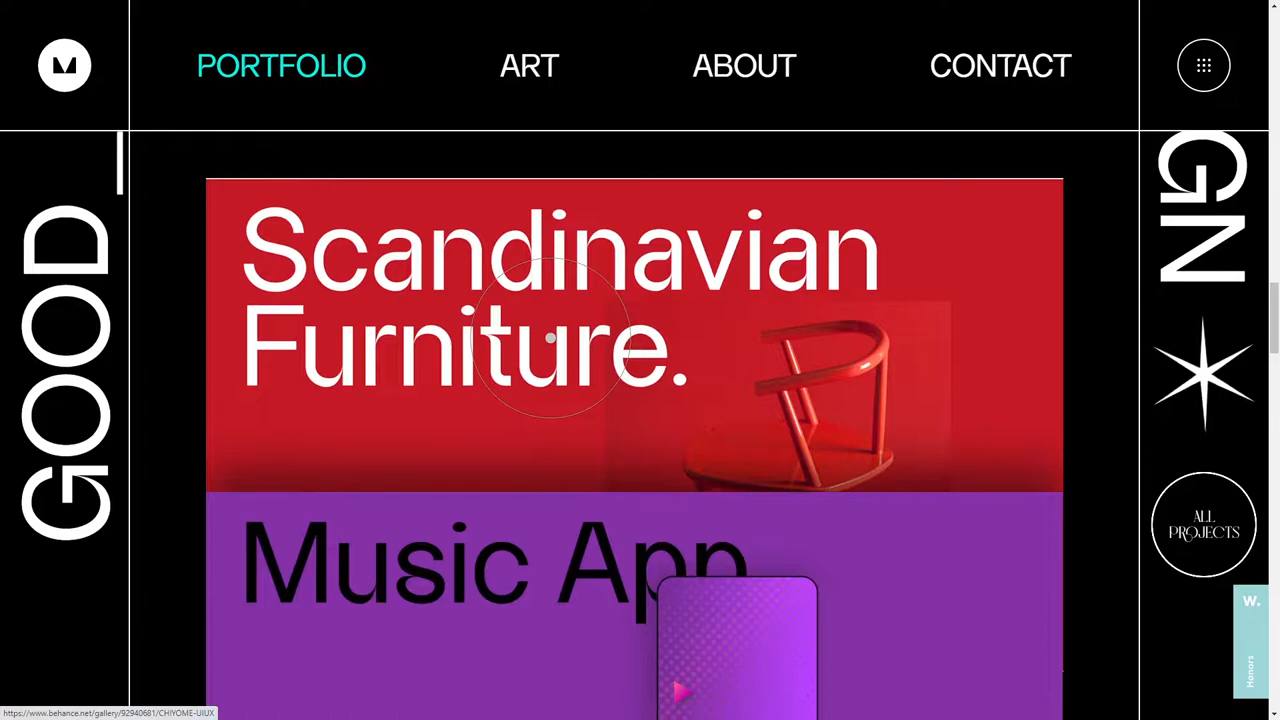 M
PORTFOLIO
ART
ABOUT
CONTACT
GOOD_
GN
Scandinavian
Furniture.
Music App
ALL
PROJECTS
W.
Honors
https://www.behance.net/gallery/92940681/CHIYOME-UIUX